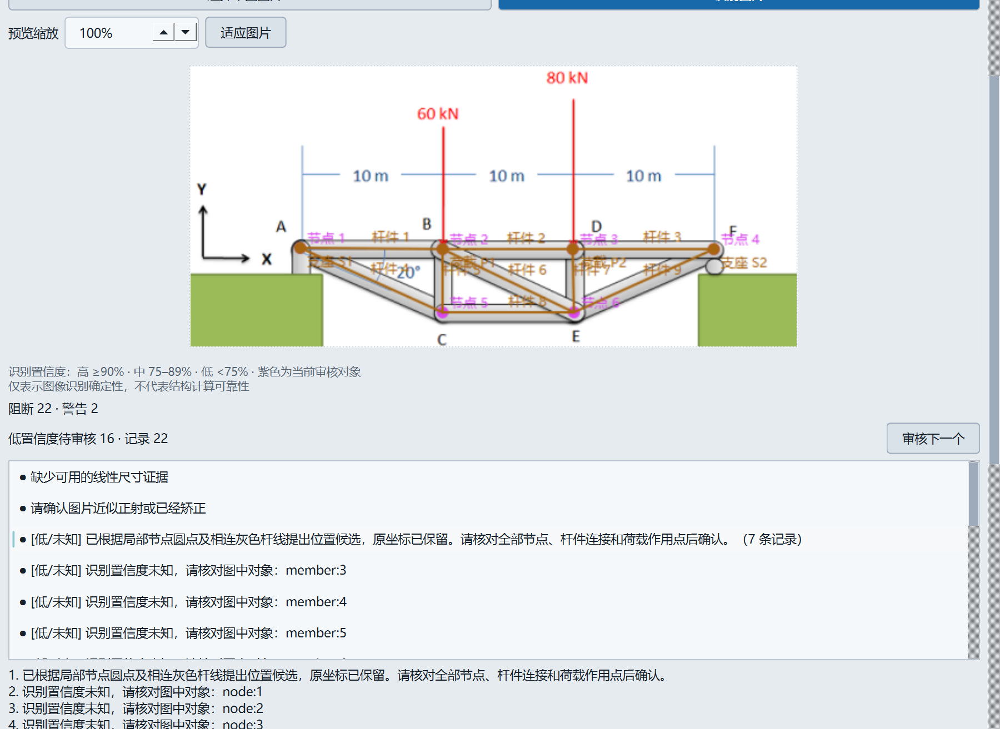 预览缩放
100%
适应图片
80 kN
60 kN
10 m
10 m
10 m
Y
X
A
B
D
F
节点 1
杆件 1
节点 2
杆件 2
节点 3
杆件 3
节点 4
支座 S1
杆件 4
20°
荷载 P1
杆件 5
杆件 6
荷载 P2
杆件 7
杆件 9
支座 S2
节点 5
杆件 8
节点 6
C
E
识别置信度：高 ≥90% · 中 75–89% · 低 <75% · 紫色为当前审核对象
仅表示图像识别确定性，不代表结构计算可靠性
阻断 22 · 警告 2
低置信度待审核 16 · 记录 22
审核下一个
● 缺少可用的线性尺寸证据
● 请确认图片近似正射或已经矫正
● [低/未知] 已根据局部节点圆点及相连灰色杆线提出位置候选，原坐标已保留。请核对全部节点、杆件连接和荷载作用点后确认。（7 条记录）
● [低/未知] 识别置信度未知，请核对图中对象：member:3
● [低/未知] 识别置信度未知，请核对图中对象：member:4
● [低/未知] 识别置信度未知，请核对图中对象：member:5
1. 已根据局部节点圆点及相连灰色杆线提出位置候选，原坐标已保留。请核对全部节点、杆件连接和荷载作用点后确认。
2. 识别置信度未知，请核对图中对象：node:1
3. 识别置信度未知，请核对图中对象：node:2
4. 识别置信度未知，请核对图中对象：node:3